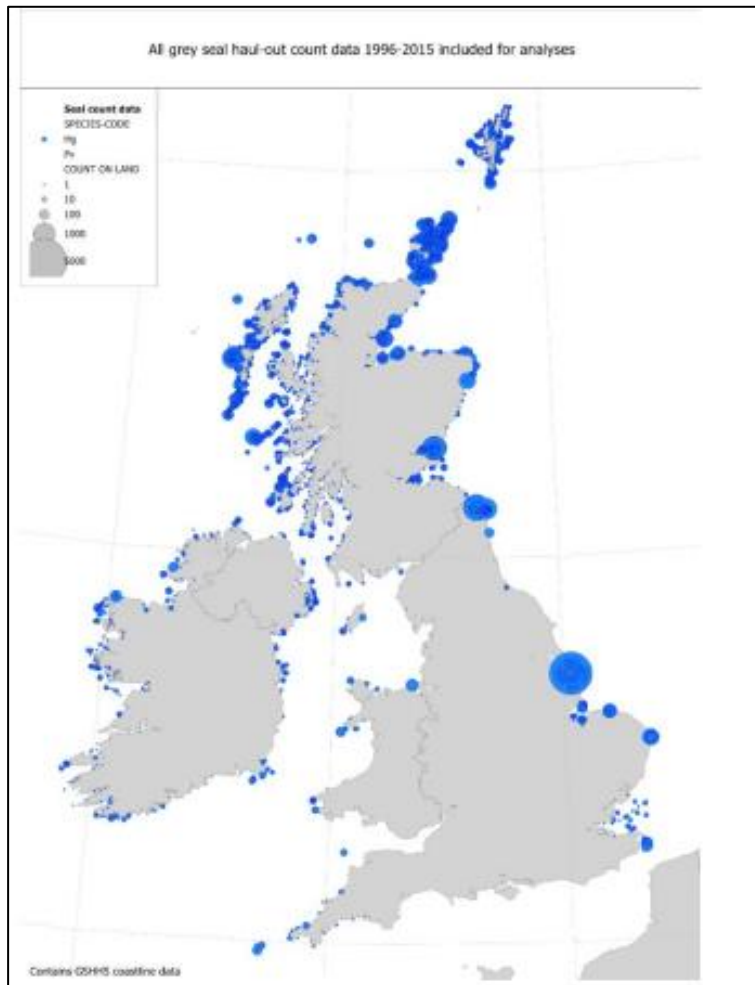 All grey seal haul-out count data 1996-2015 included for analyses
Seal count data
SPECIES-CODE
Hg
Pv
COUNT ON LAND
1
10
100
1000
5000
Contains GSHHS coastline data